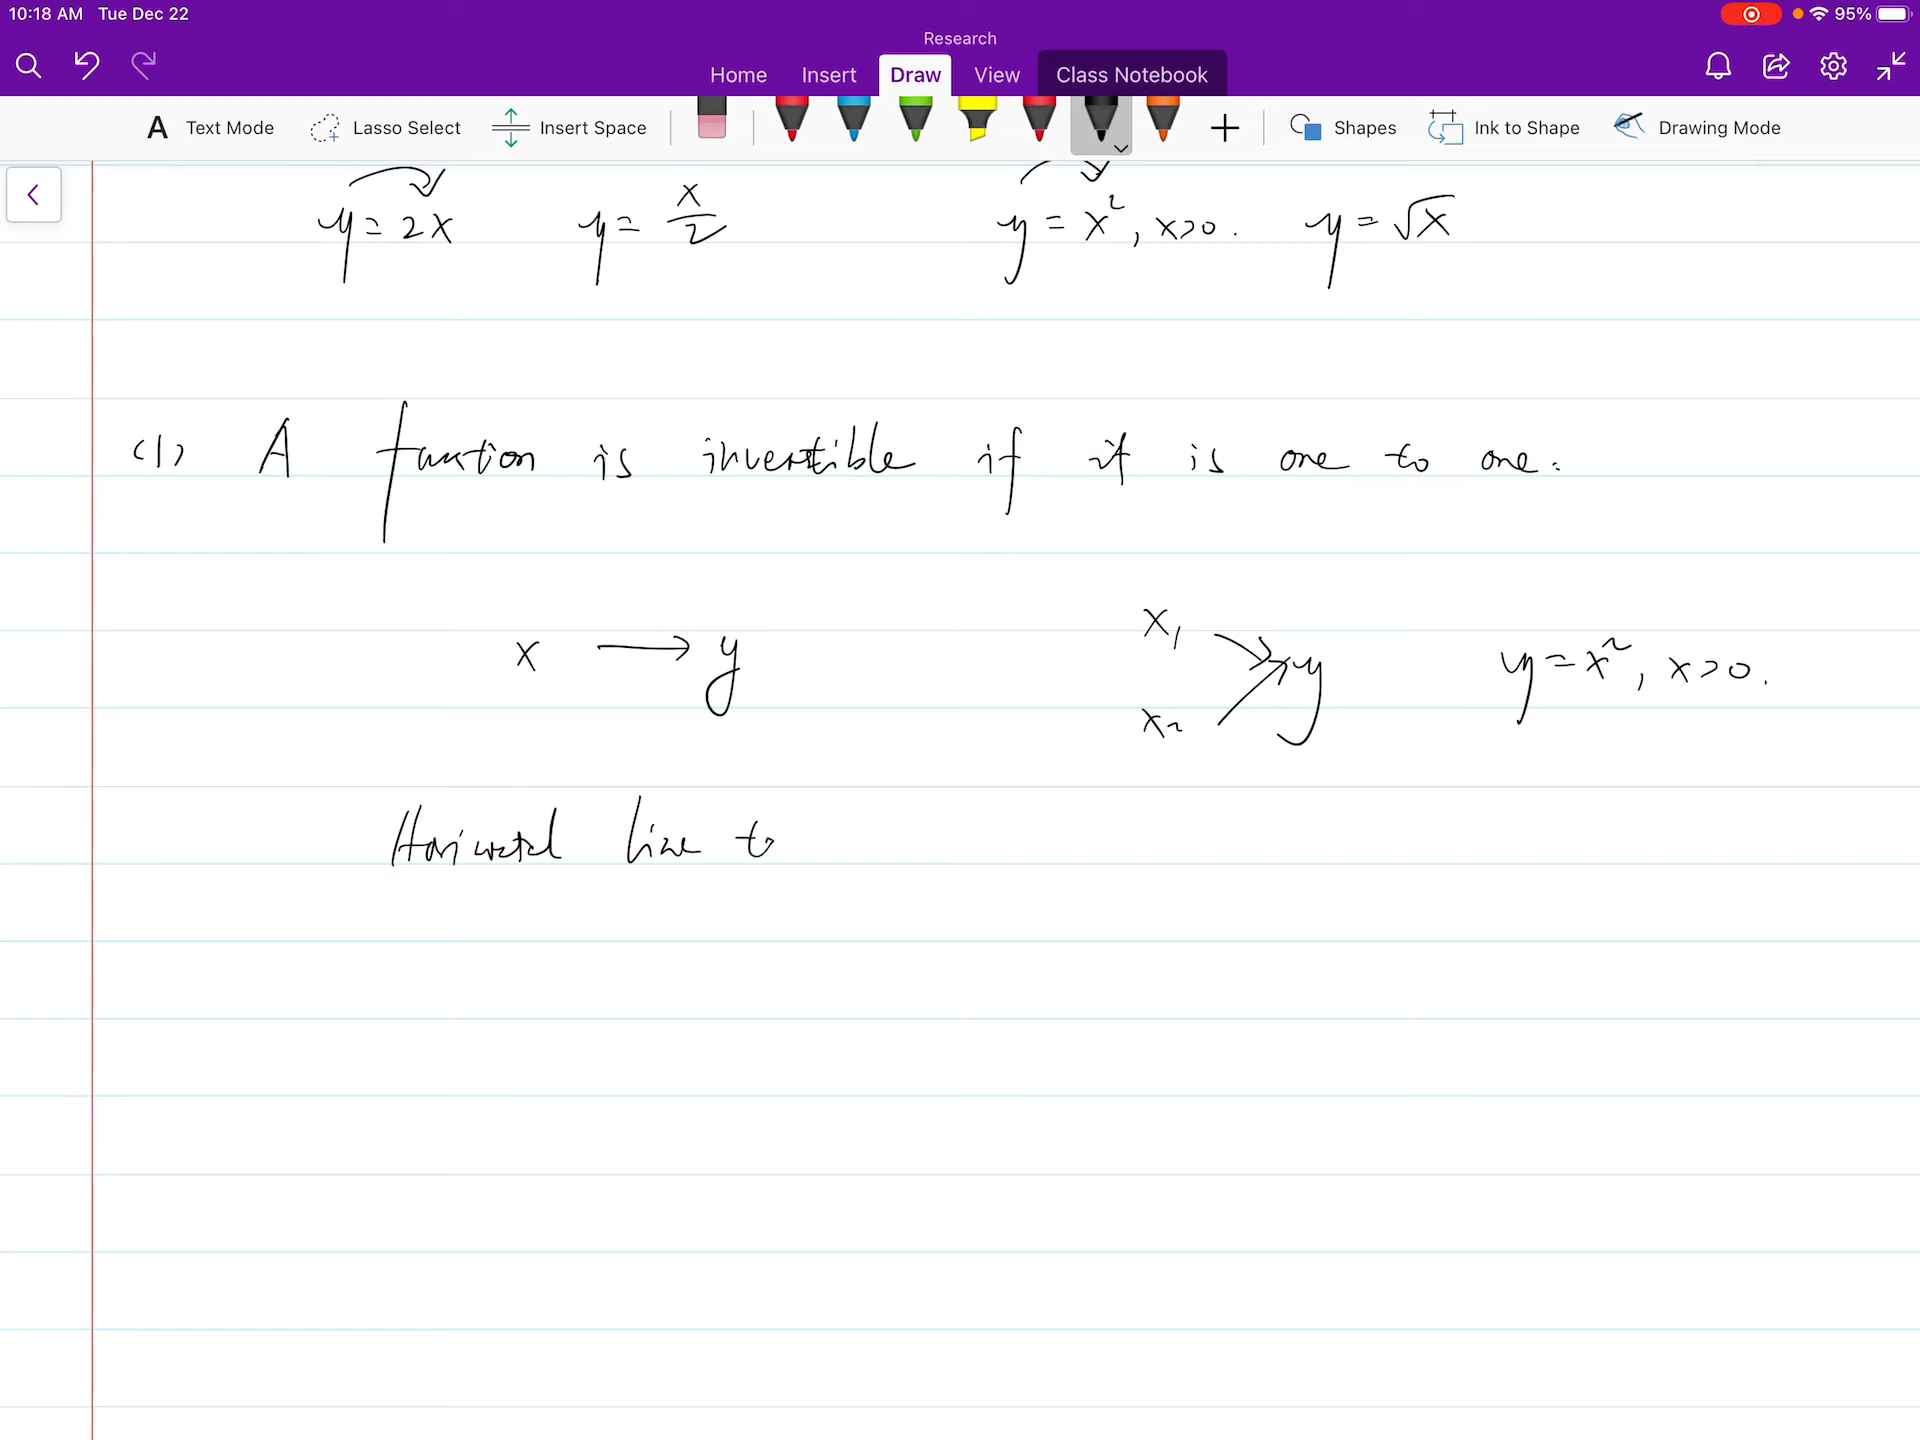 10:18 AM Tue Dec 22
95%
Research
Home Insert Draw View Class Notebook
A Text Mode Lasso Select Insert Space Shapes Ink to Shape Drawing Mode
y = 2x y = x/2 y = x², x>0. y = √x
(1) A function is invertible if it is one to one.
x → y x₁ x₂ → y y = x², x>0.
Horizontal line to